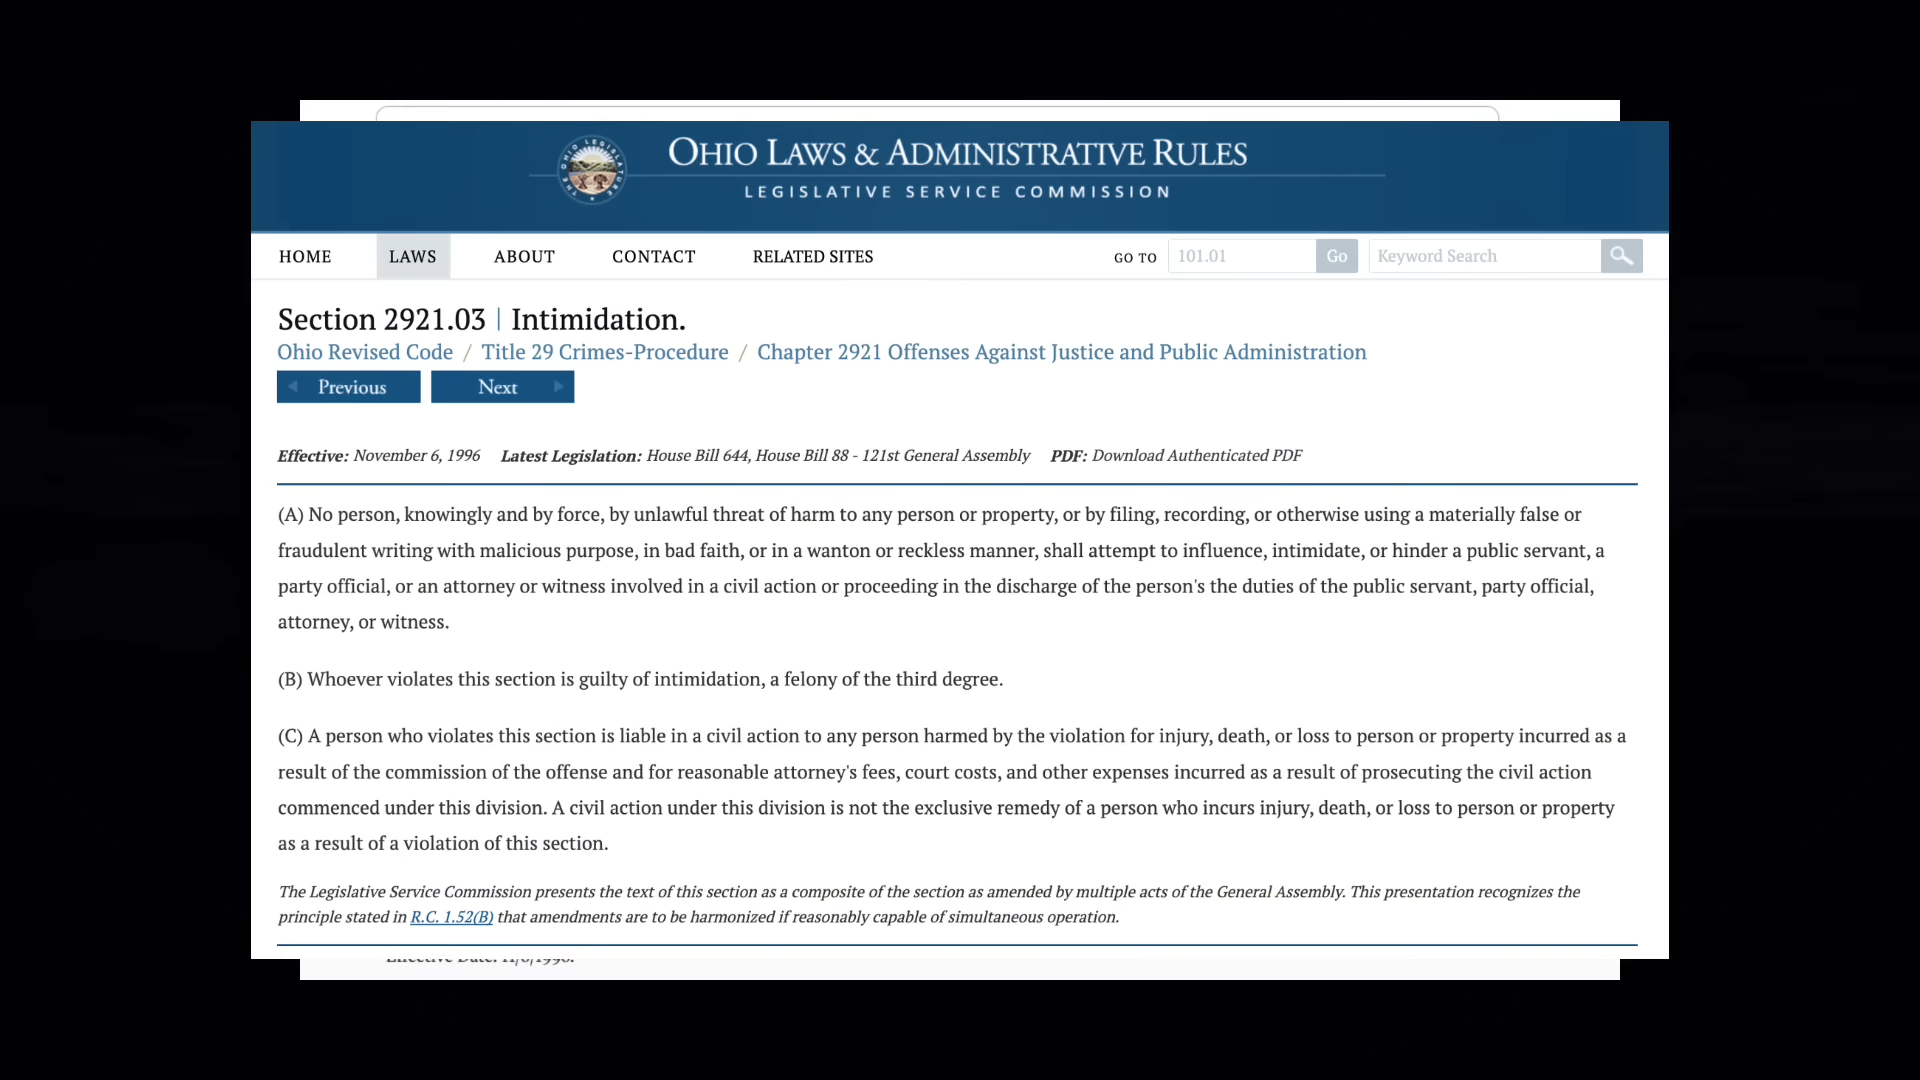 OHIO LAWS & ADMINISTRATIVE RULES
LEGISLATIVE SERVICE COMMISSION
HOME LAWS ABOUT CONTACT RELATED SITES GO TO 101.01 Go Keyword Search
Section 2921.03 | Intimidation.
Ohio Revised Code / Title 29 Crimes-Procedure / Chapter 2921 Offenses Against Justice and Public Administration
Previous Next
Effective: November 6, 1996 Latest Legislation: House Bill 644, House Bill 88 - 121st General Assembly PDF: Download Authenticated PDF
(A) No person, knowingly and by force, by unlawful threat of harm to any person or property, or by filing, recording, or otherwise using a materially false or
fraudulent writing with malicious purpose, in bad faith, or in a wanton or reckless manner, shall attempt to influence, intimidate, or hinder a public servant, a
party official, or an attorney or witness involved in a civil action or proceeding in the discharge of the person's the duties of the public servant, party official,
attorney, or witness.
(B) Whoever violates this section is guilty of intimidation, a felony of the third degree.
(C) A person who violates this section is liable in a civil action to any person harmed by the violation for injury, death, or loss to person or property incurred as a
result of the commission of the offense and for reasonable attorney's fees, court costs, and other expenses incurred as a result of prosecuting the civil action
commenced under this division. A civil action under this division is not the exclusive remedy of a person who incurs injury, death, or loss to person or property
as a result of a violation of this section.
The Legislative Service Commission presents the text of this section as a composite of the section as amended by multiple acts of the General Assembly. This presentation recognizes the
principle stated in R.C. 1.52(B) that amendments are to be harmonized if reasonably capable of simultaneous operation.